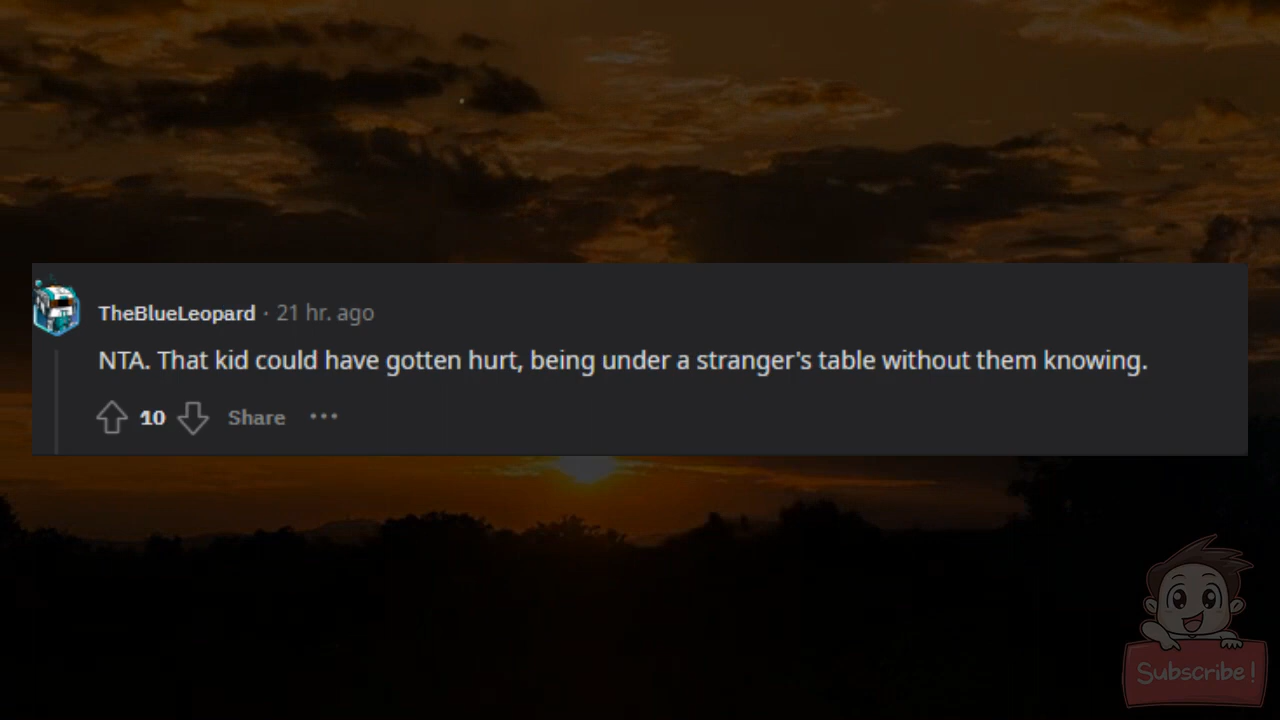 TheBlueLeopard · 21 hr. ago
NTA. That kid could have gotten hurt, being under a stranger's table without them knowing.
10 Share ···
Subscribe!